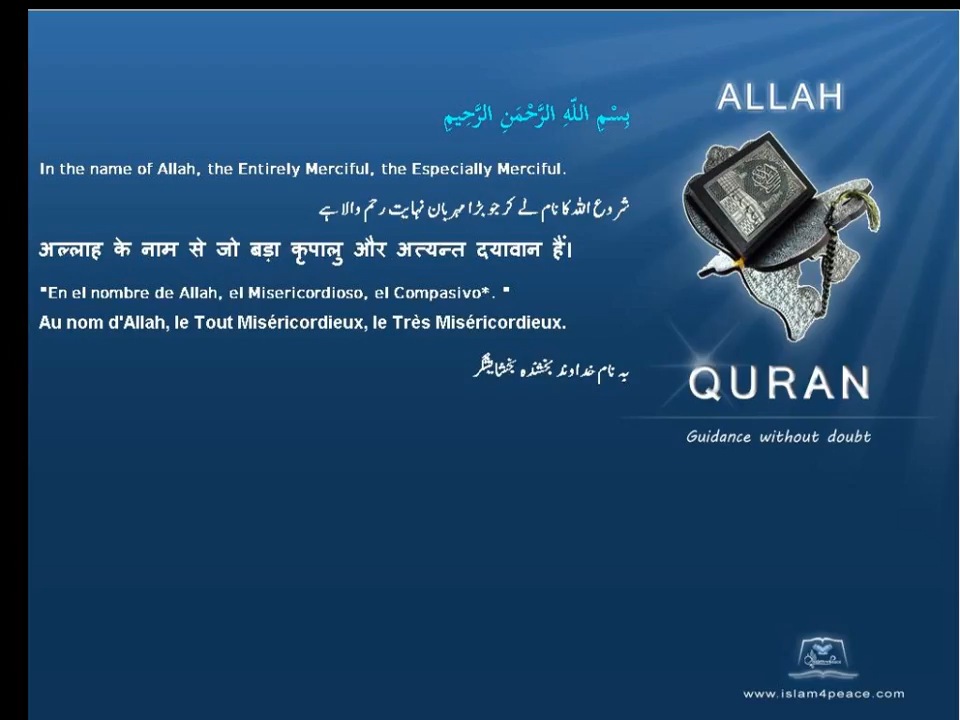 بِسْمِ اللَّهِ الرَّحْمَنِ الرَّحِيمِ
In the name of Allah, the Entirely Merciful, the Especially Merciful.
شروع الله کا نام لے کر جو بڑا مہربان نہایت رحم والا ہے
अल्लाह के नाम से जो बड़ा कृपालु और अत्यन्त दयावान हैं।
"En el nombre de Allah, el Misericordioso, el Compasivo*. "
Au nom d'Allah, le Tout Miséricordieux, le Très Miséricordieux.
به نام خداوند بخشنده بخشایشگر
ALLAH
QURAN
Guidance without doubt
www.islam4peace.com